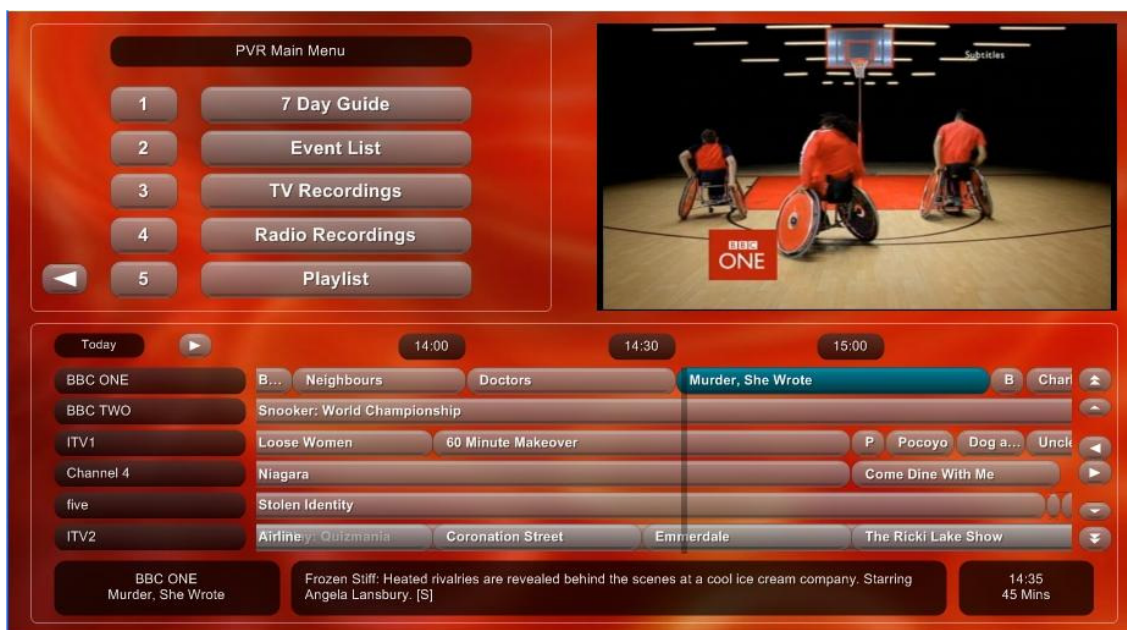 PVR Main Menu
1 7 Day Guide
2 Event List
3 TV Recordings
4 Radio Recordings
5 Playlist
Subtitles
BBC
ONE
Today 14:00 14:30 15:00
BBC ONE B... Neighbours Doctors Murder, She Wrote B Charl
BBC TWO Snooker: World Championship
ITV1 Loose Women 60 Minute Makeover P Pocoyo Dog a... Uncle
Channel 4 Niagara Come Dine With Me
five Stolen Identity
ITV2 Airline y: Quizmania Coronation Street Emmerdale The Ricki Lake Show
BBC ONE
Murder, She Wrote
Frozen Stiff: Heated rivalries are revealed behind the scenes at a cool ice cream company. Starring
Angela Lansbury. [S]
14:35
45 Mins